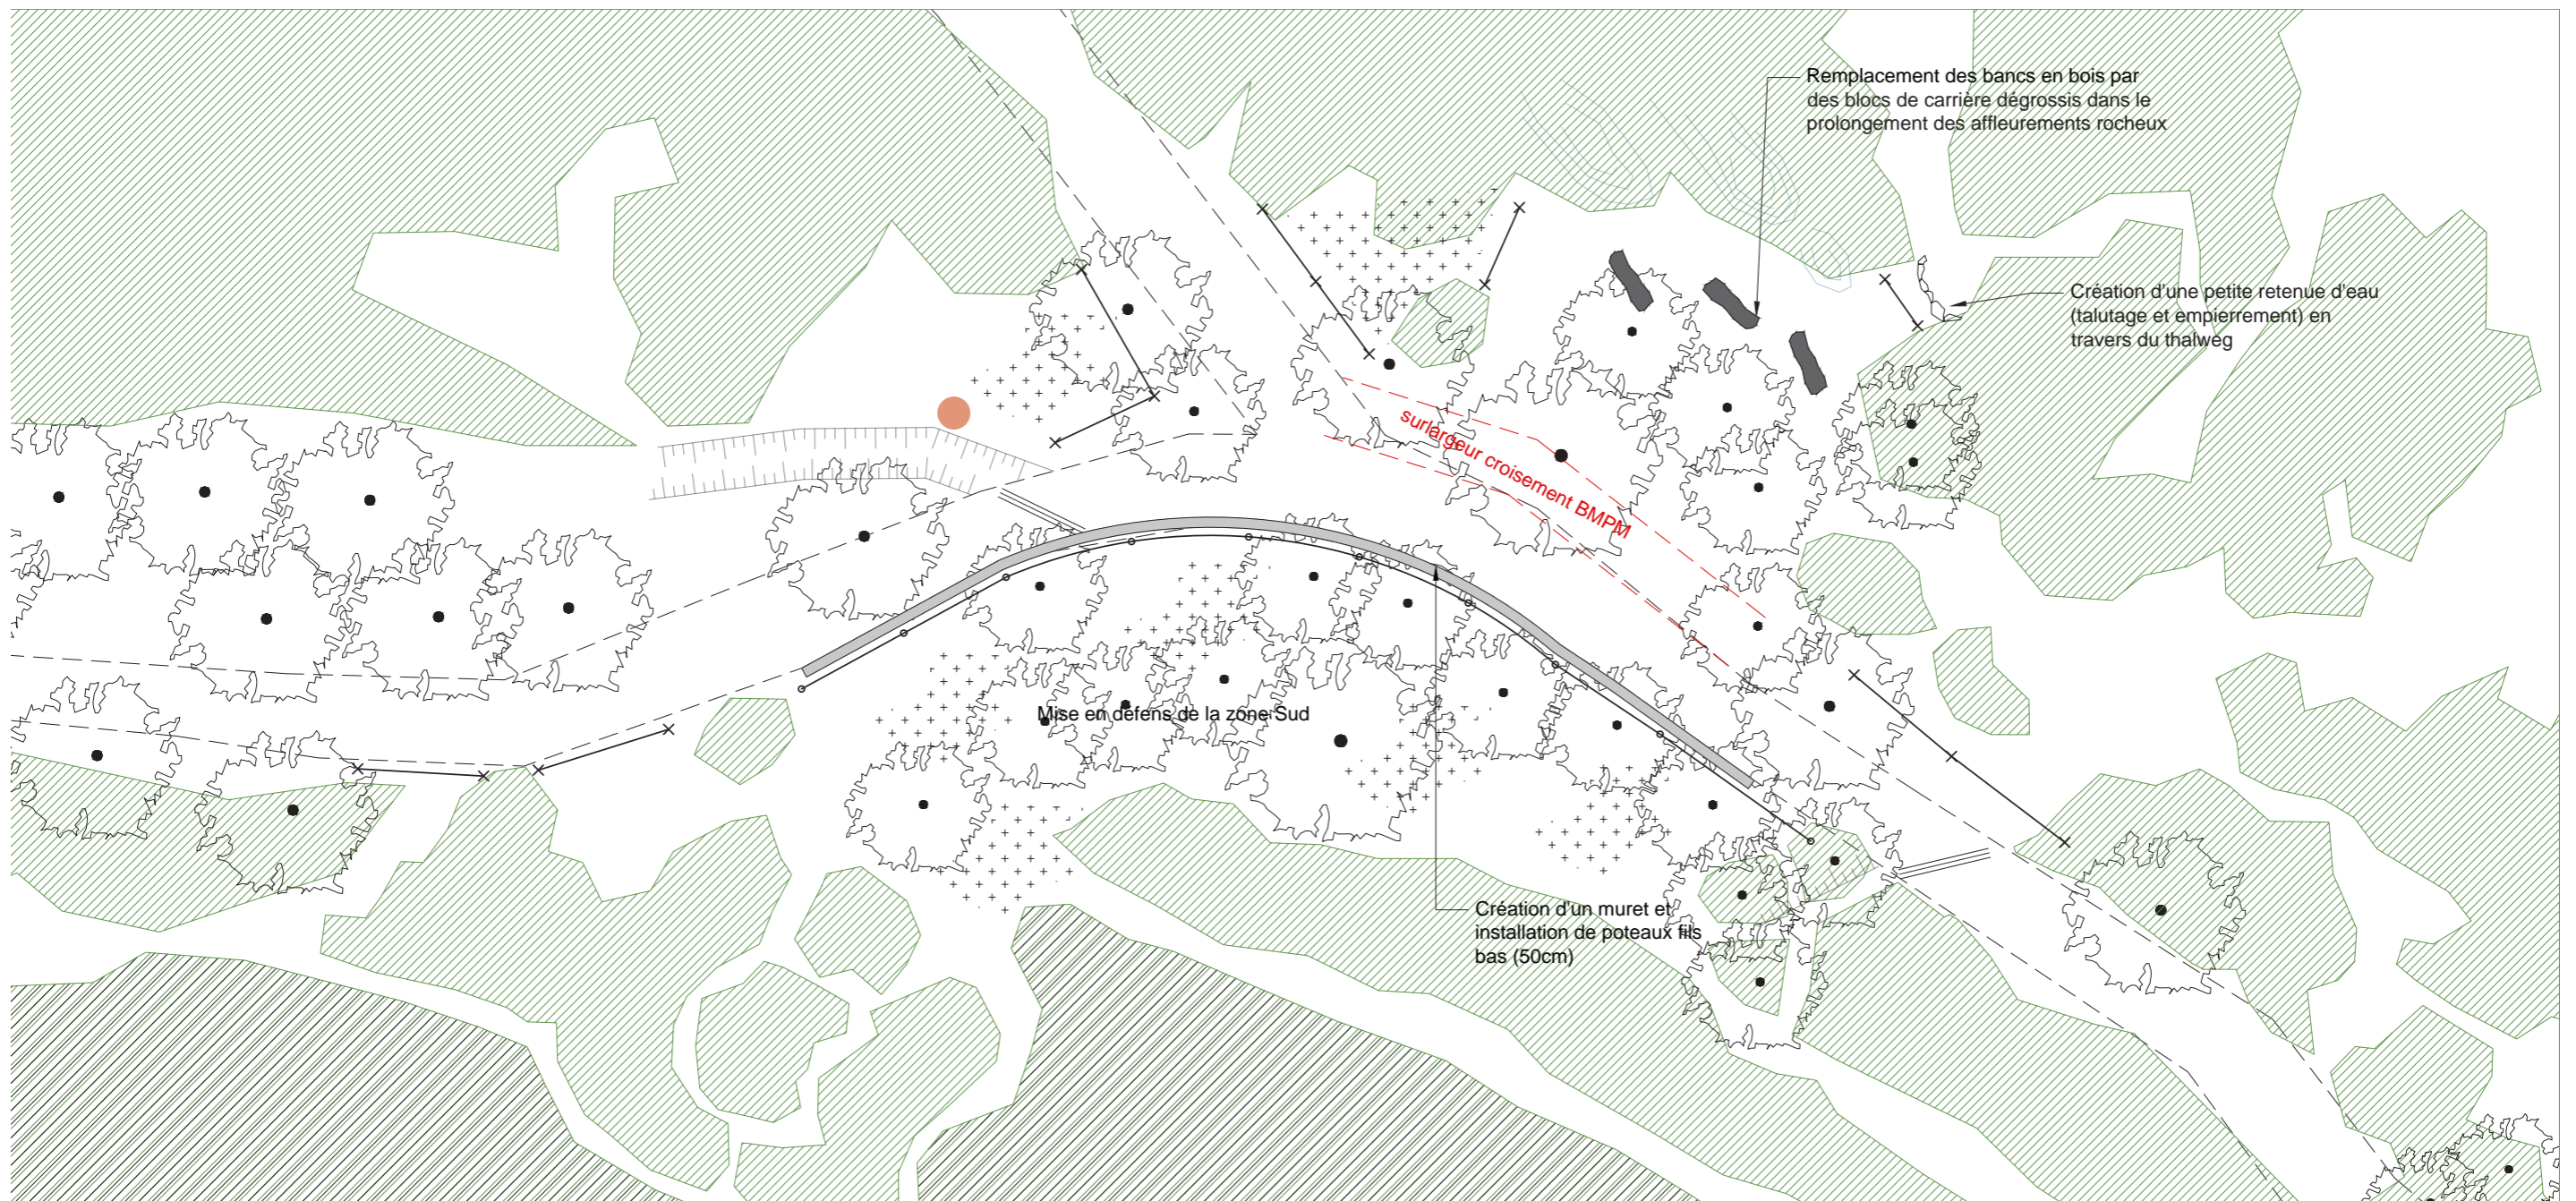 Remplacement des bancs en bois par
des blocs de carrière dégrossis dans le
prolongement des affleurements rocheux
Création d'une petite retenue d'eau
(talutage et empierrement) en
travers du thalweg
surlargeur croisement BMPM
Mise en défens de la zone Sud
Création d'un muret et
installation de poteaux fils
bas (50cm)